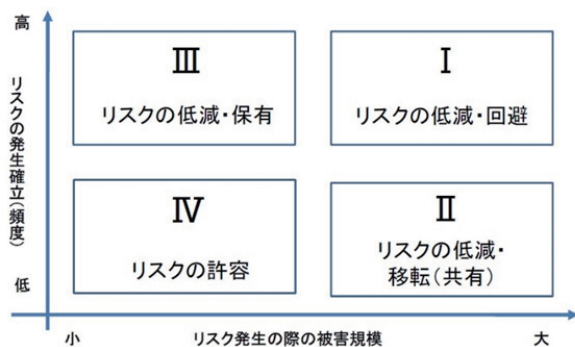 高
リスクの発生確立(頻度)
低
Ⅲ
リスクの低減・保有
Ⅰ
リスクの低減・回避
Ⅳ
リスクの許容
Ⅱ
リスクの低減・
移転(共有)
小
リスク発生の際の被害規模
大